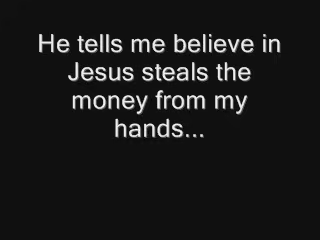 He tells me believe in
Jesus steals the
money from my
hands...